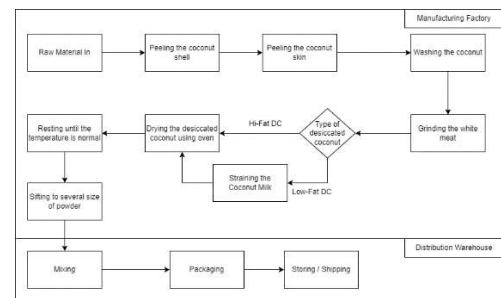 Manufacturing Factory
Raw Material In
Peeling the coconut
shell
Peeling the coconut
skin
Washing the coconut
Resting until the
temperature is normal
Drying the desiccated
coconut using oven
Hi-Fat DC
Type of
desiccated
coconut
Grinding the white
meat
Straining the
Coconut Milk
Low-Fat DC
Sifting to several size
of powder
Distribution Warehouse
Mixing
Packaging
Storing / Shipping